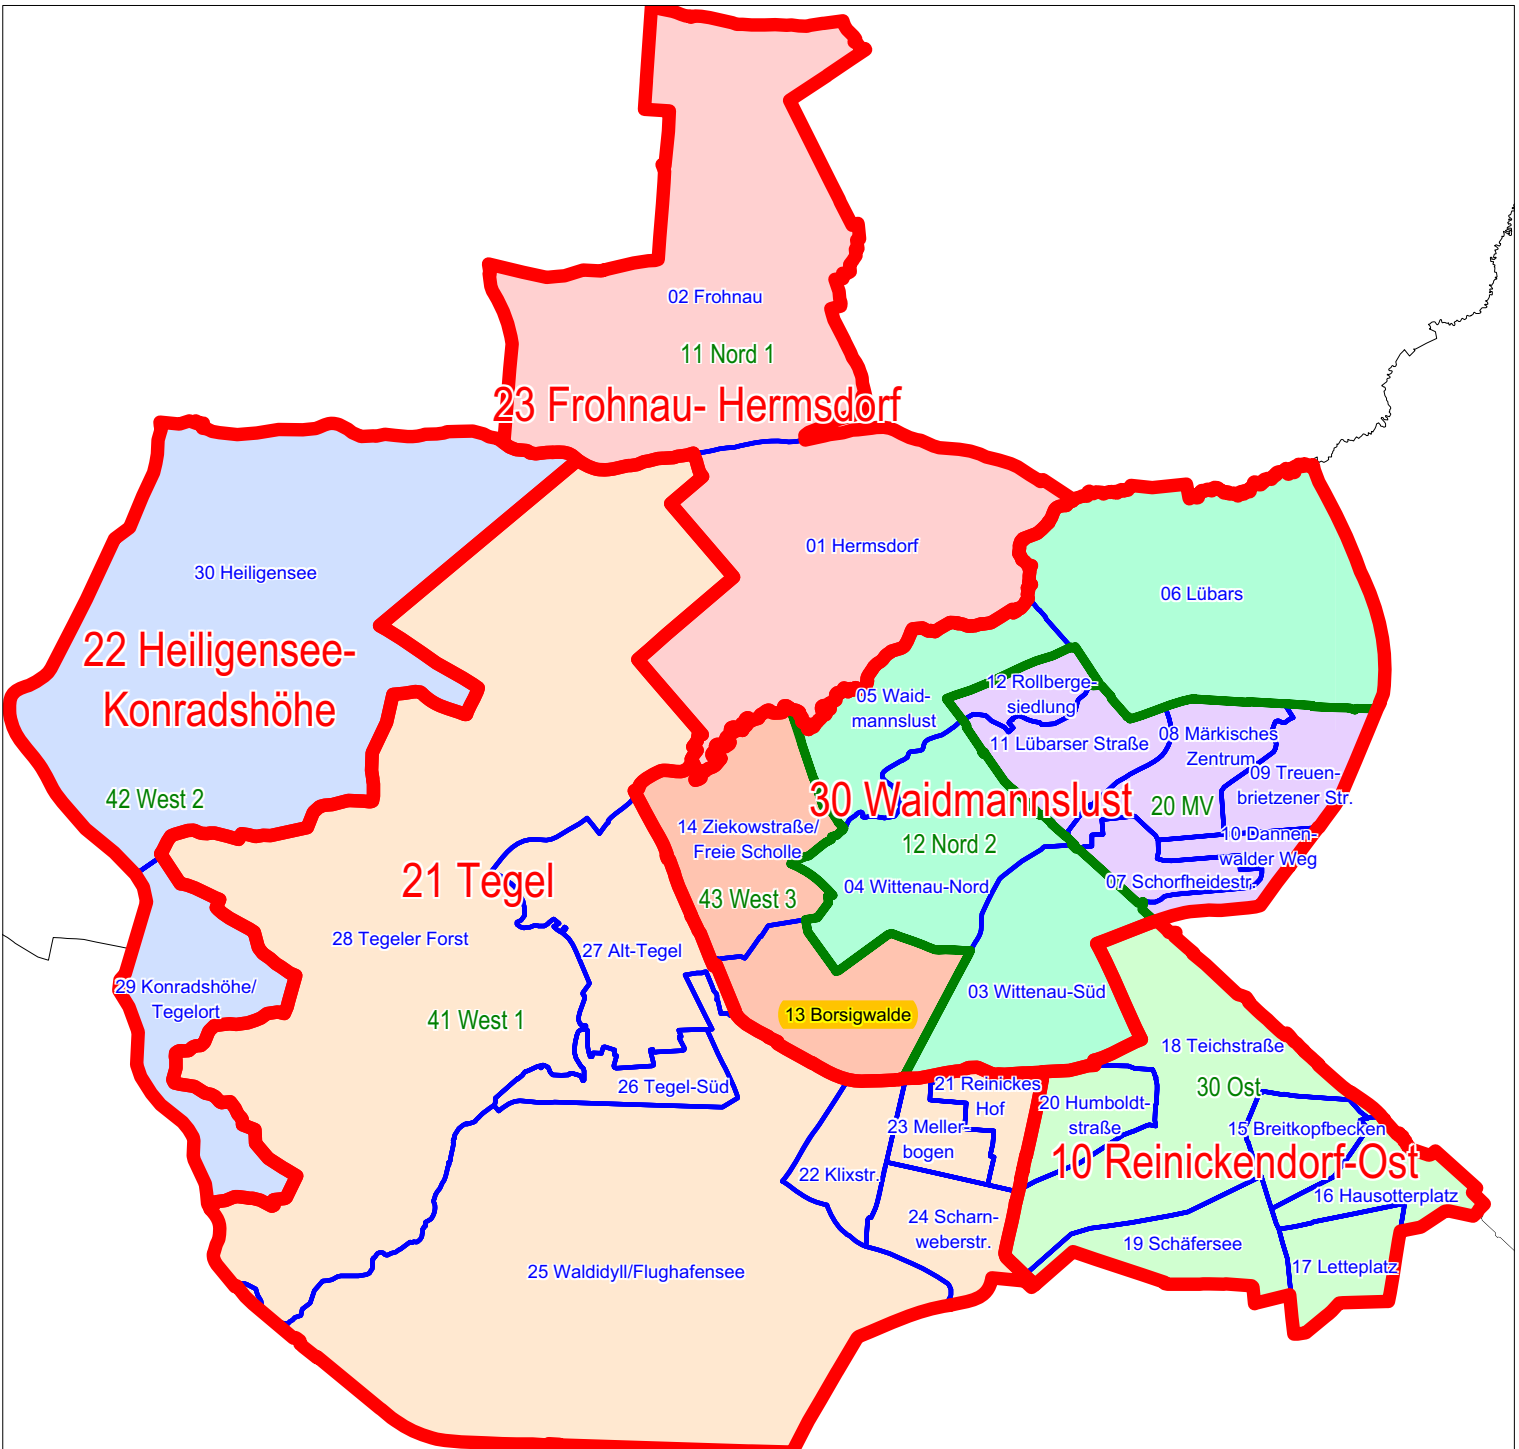 02 Frohnau
11 Nord 1
23 Frohnau- Hermsdorf
01 Hermsdorf
30 Heiligensee
06 Lübars
22 Heiligensee-
Konradshöhe
12 Rollberge-
siedlung
05 Waid-
mannslust
11 Lübarser Straße
08 Märkisches
Zentrum
09 Treuen-
brietzener Str.
42 West 2
30 Waidmannslust
20 MV
14 Ziekowstraße/
Freie Scholle
12 Nord 2
10 Dannen-
walder Weg
21 Tegel
43 West 3
04 Wittenau-Nord
07 Schorfheidestr.
28 Tegeler Forst
27 Alt-Tegel
29 Konradshöhe/
Tegelort
41 West 1
13 Borsigwalde
03 Wittenau-Süd
18 Teichstraße
26 Tegel-Süd
21 Reinickes
Hof
30 Ost
20 Humboldt-
straße
23 Meller-
bogen
15 Breitkopfbecken
10 Reinickendorf-Ost
22 Klixstr.
16 Hausotterplatz
24 Scharn-
weberstr.
19 Schäfersee
25 Waldidyll/Flughafensee
17 Letteplatz